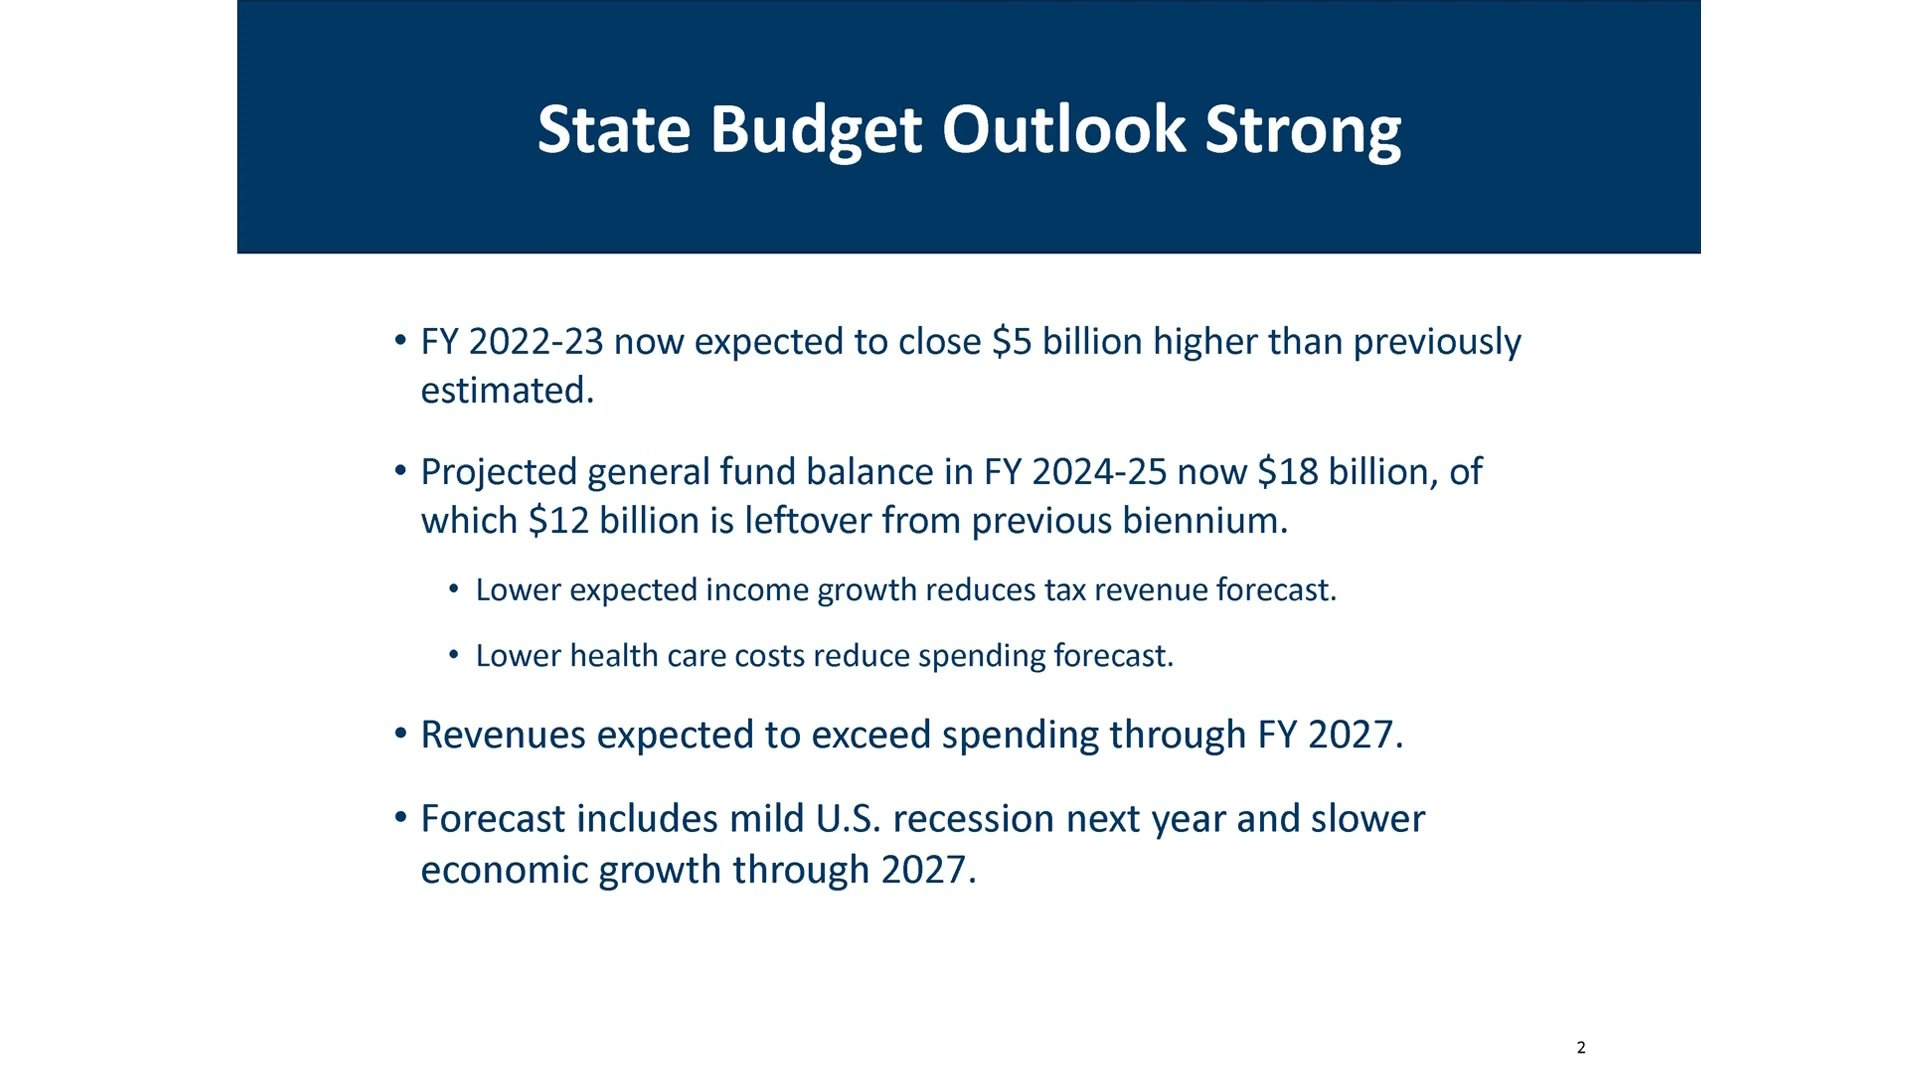 State Budget Outlook Strong
• FY 2022-23 now expected to close $5 billion higher than previously
estimated.
• Projected general fund balance in FY 2024-25 now $18 billion, of
which $12 billion is leftover from previous biennium.
• Lower expected income growth reduces tax revenue forecast.
• Lower health care costs reduce spending forecast.
• Revenues expected to exceed spending through FY 2027.
• Forecast includes mild U.S. recession next year and slower
economic growth through 2027.
2